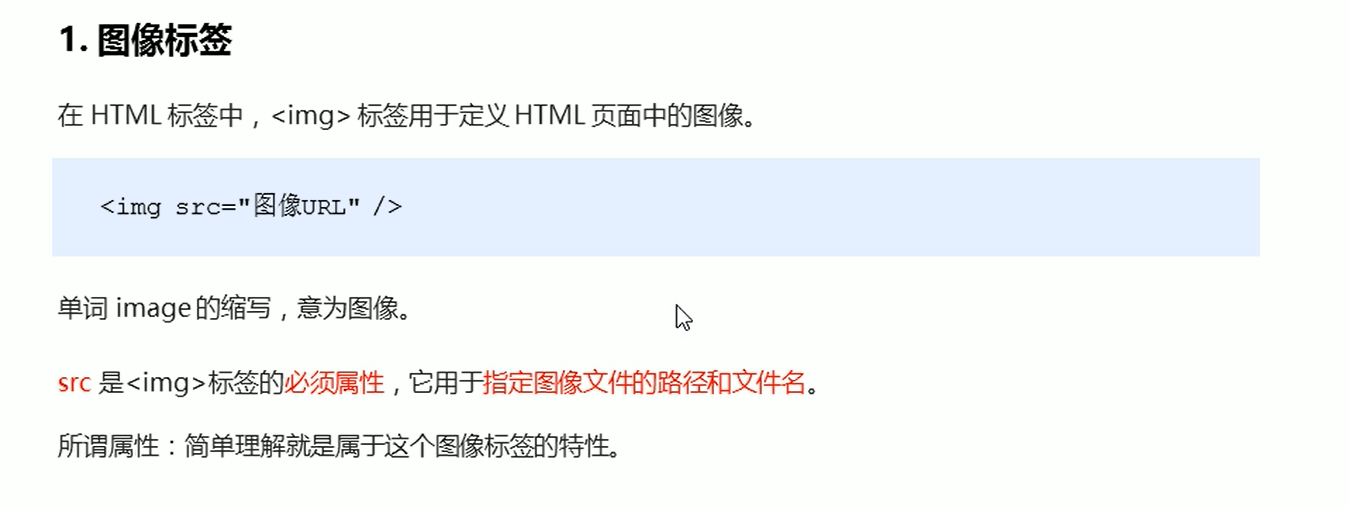 1. 图像标签
在 HTML 标签中，<img> 标签用于定义 HTML 页面中的图像。
<img src="图像URL" />
单词 image 的缩写，意为图像。
src 是<img>标签的必须属性，它用于指定图像文件的路径和文件名。
所谓属性：简单理解就是属于这个图像标签的特性。